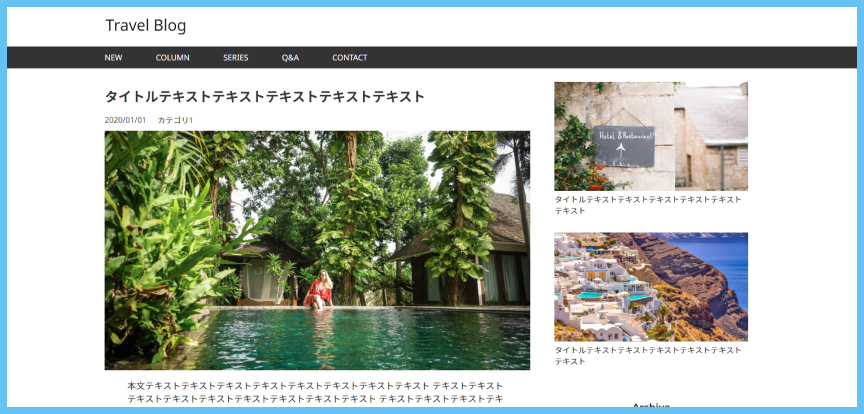 Travel Blog
NEW COLUMN SERIES Q&A CONTACT
タイトルテキストテキストテキストテキストテキスト
2020/01/01 カテゴリ1
本文テキストテキストテキストテキストテキストテキストテキストテキスト テキストテキスト
テキストテキストテキストテキストテキストテキストテキスト テキストテキストテキストテキ
Hotel & Restaurant
タイトルテキストテキストテキストテキストテキスト
テキスト
タイトルテキストテキストテキストテキストテキスト
テキスト
Archive